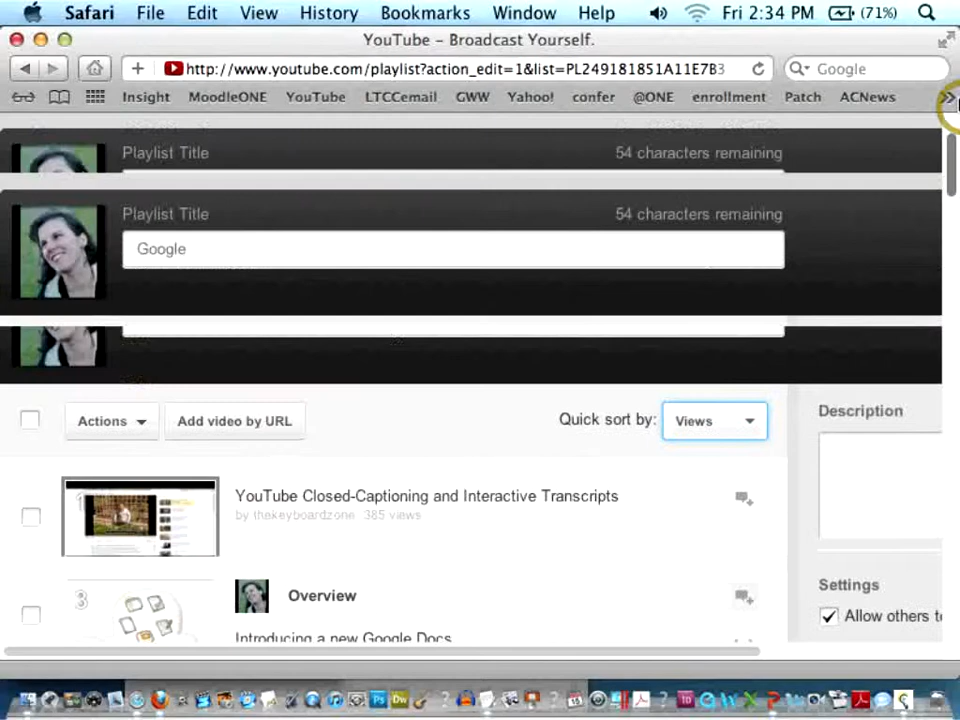 Safari File Edit View History Bookmarks Window Help Fri 2:34 PM (71%)
YouTube – Broadcast Yourself.
http://www.youtube.com/playlist?action_edit=1&list=PL249181851A11E7B3 Google
Insight MoodleONE YouTube LTCCemail GWW Yahoo! confer @ONE enrollment Patch ACNews
Playlist Title 54 characters remaining
Playlist Title 54 characters remaining
Google
Actions Add video by URL Quick sort by: Views Description
YouTube Closed-Captioning and Interactive Transcripts
by thekeyboardzone 385 views
Settings
3 Overview
Allow others to
Introducing a new Google Docs